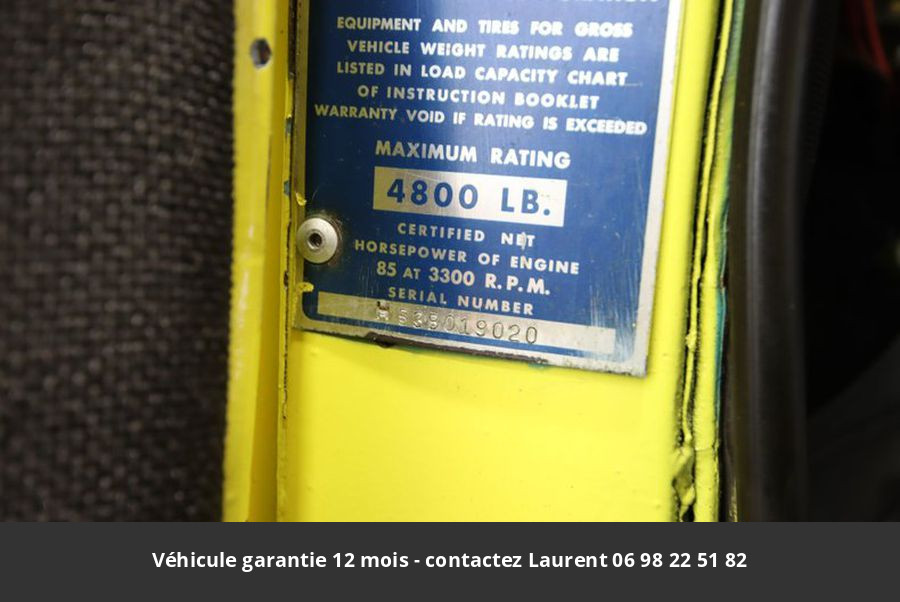 EQUIPMENT AND TIRES FOR GROSS
VEHICLE WEIGHT RATINGS ARE
LISTED IN LOAD CAPACITY CHART
OF INSTRUCTION BOOKLET
WARRANTY VOID IF RATING IS EXCEEDED
MAXIMUM RATING
4800 LB.
CERTIFIED NET
HORSEPOWER OF ENGINE
85 AT 3300 R.P.M.
SERIAL NUMBER
Véhicule garantie 12 mois - contactez Laurent 06 98 22 51 82